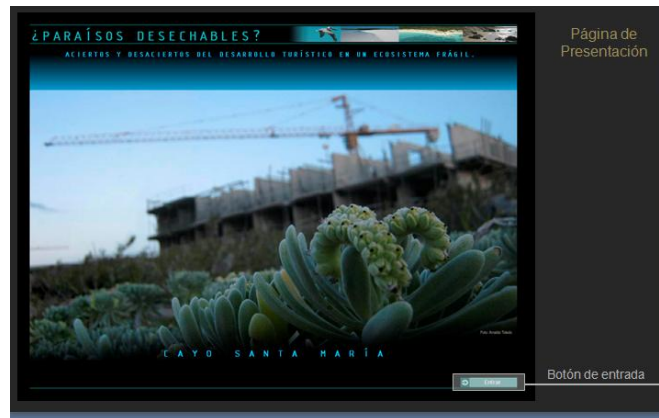 ¿PARAÍSOS DESECHABLES?
ACIERTOS Y DESACIERTOS DEL DESARROLLO TURÍSTICO EN UN ECOSISTEMA FRÁGIL.
Página de
Presentación
CAYO SANTA MARÍA
Entrar
Botón de entrada